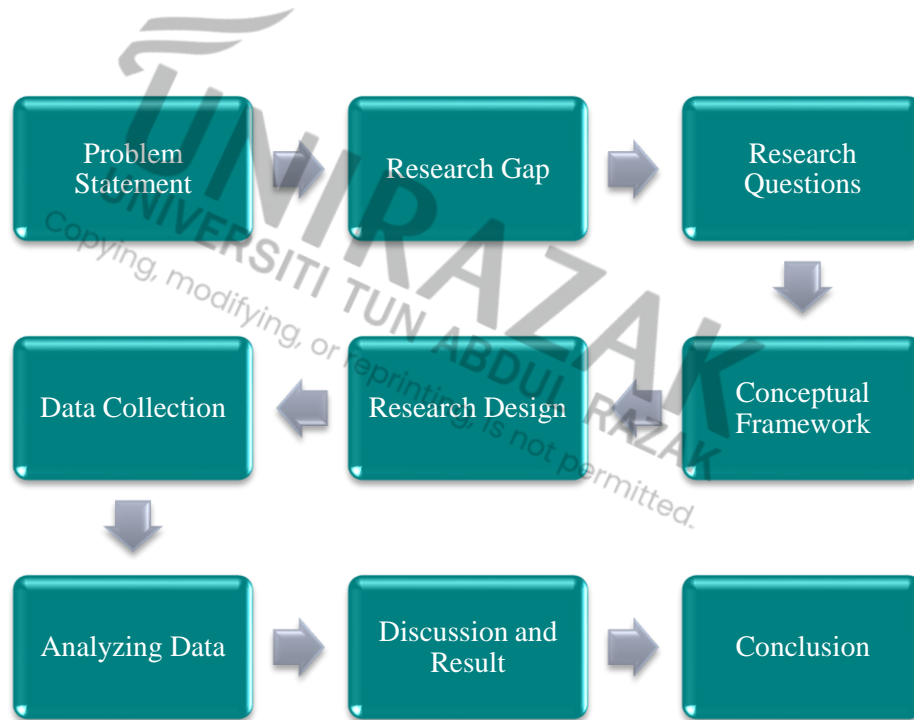 Problem
Statement
Research Gap
Research
Questions
Conceptual
Framework
Research Design
Data Collection
Analyzing Data
Discussion and
Result
Conclusion
UNIRAZAK
UNIVERSITI TUN ABDUL RAZAK
Copying, modifying, or reprinting, is not permitted.